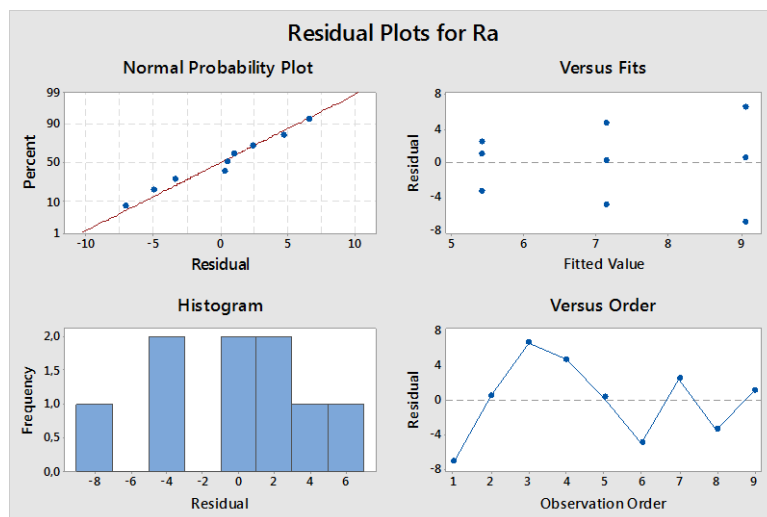 Residual Plots for Ra
Normal Probability Plot
99
90
50
10
1
Percent
-10 -5 0 5 10
Residual
Versus Fits
8
4
0
-4
-8
Residual
5 6 7 8 9
Fitted Value
Histogram
2,0
1,5
1,0
0,5
0,0
Frequency
-8 -6 -4 -2 0 2 4 6
Residual
Versus Order
8
4
0
-4
-8
Residual
1 2 3 4 5 6 7 8 9
Observation Order